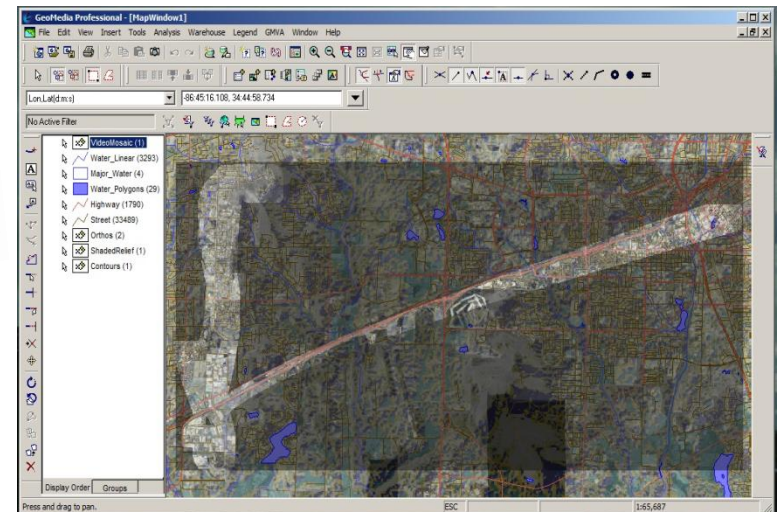 GeoMedia Professional - [MapWindow1]
File Edit View Insert Tools Analysis Warehouse Legend GMVA Window Help
Lon,Lat(d:m:s) -86:45:16.108, 34:44:58.734
No Active Filter
VideoMosaic (1)
Water_Linear (3293)
Major_Water (4)
Water_Polygons (29)
Highway (1790)
Street (33489)
Orthos (2)
ShadedRelief (1)
Contours (1)
Display Order Groups
Press and drag to pan. ESC 1:65,687